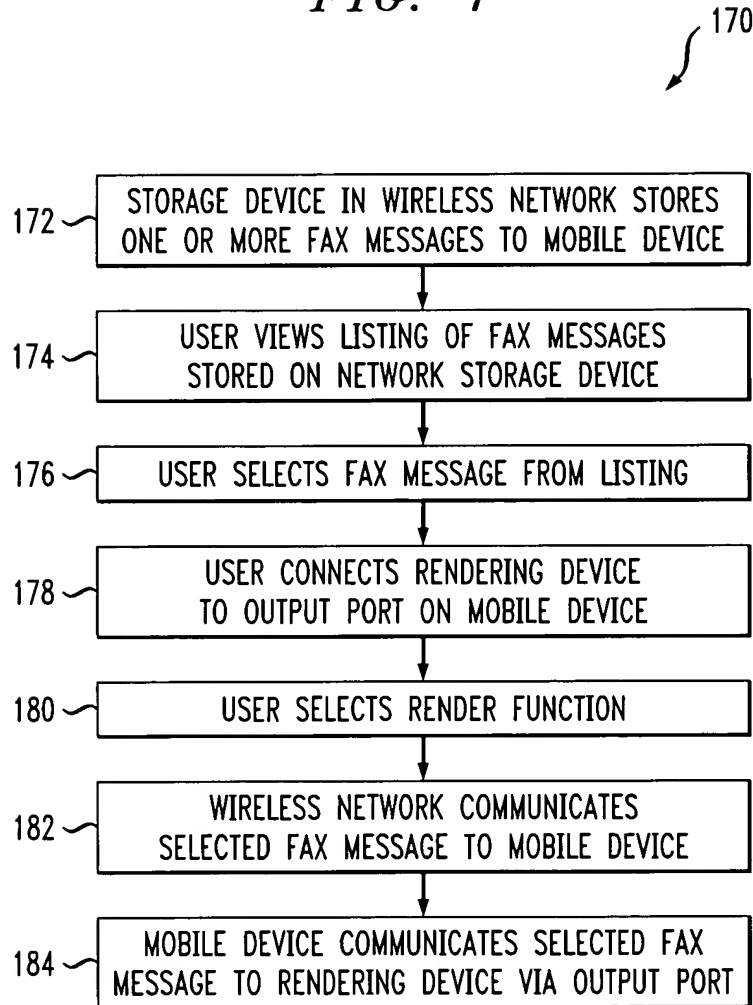 FIG. 7
170
172
STORAGE DEVICE IN WIRELESS NETWORK STORES
ONE OR MORE FAX MESSAGES TO MOBILE DEVICE
174
USER VIEWS LISTING OF FAX MESSAGES
STORED ON NETWORK STORAGE DEVICE
176
USER SELECTS FAX MESSAGE FROM LISTING
178
USER CONNECTS RENDERING DEVICE
TO OUTPUT PORT ON MOBILE DEVICE
180
USER SELECTS RENDER FUNCTION
182
WIRELESS NETWORK COMMUNICATES
SELECTED FAX MESSAGE TO MOBILE DEVICE
184
MOBILE DEVICE COMMUNICATES SELECTED FAX
MESSAGE TO RENDERING DEVICE VIA OUTPUT PORT